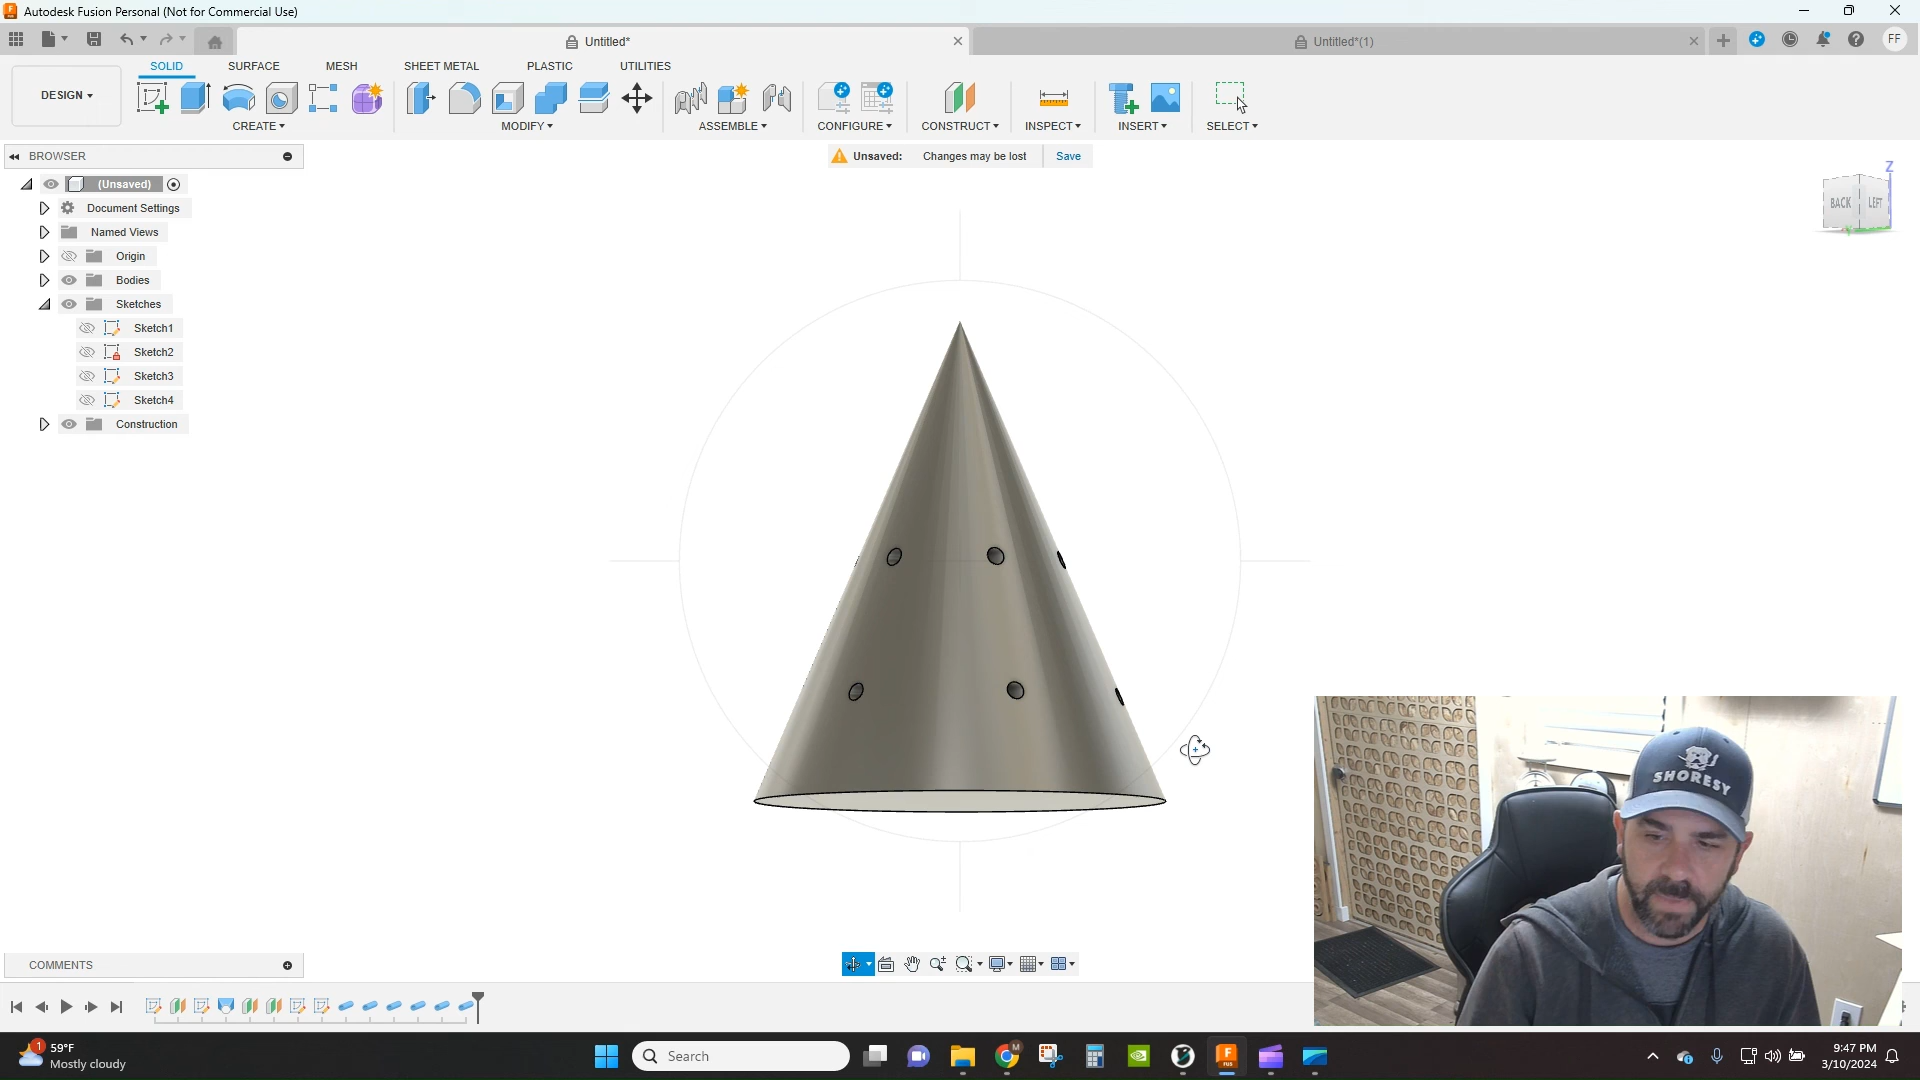 Autodesk Fusion Personal (Not for Commercial Use)
Untitled*
Untitled*(1)
FF
DESIGN
SOLID
SURFACE
MESH
SHEET METAL
PLASTIC
UTILITIES
CREATE
MODIFY
ASSEMBLE
CONFIGURE
CONSTRUCT
INSPECT
INSERT
SELECT
BROWSER
Unsaved:
Changes may be lost
Save
(Unsaved)
Document Settings
Named Views
Origin
Bodies
Sketches
Sketch1
Sketch2
Sketch3
Sketch4
Construction
Z
BACK
LEFT
SHORESY
COMMENTS
1
59°F
Mostly cloudy
Search
M
F
FUS
9:47 PM
3/10/2024